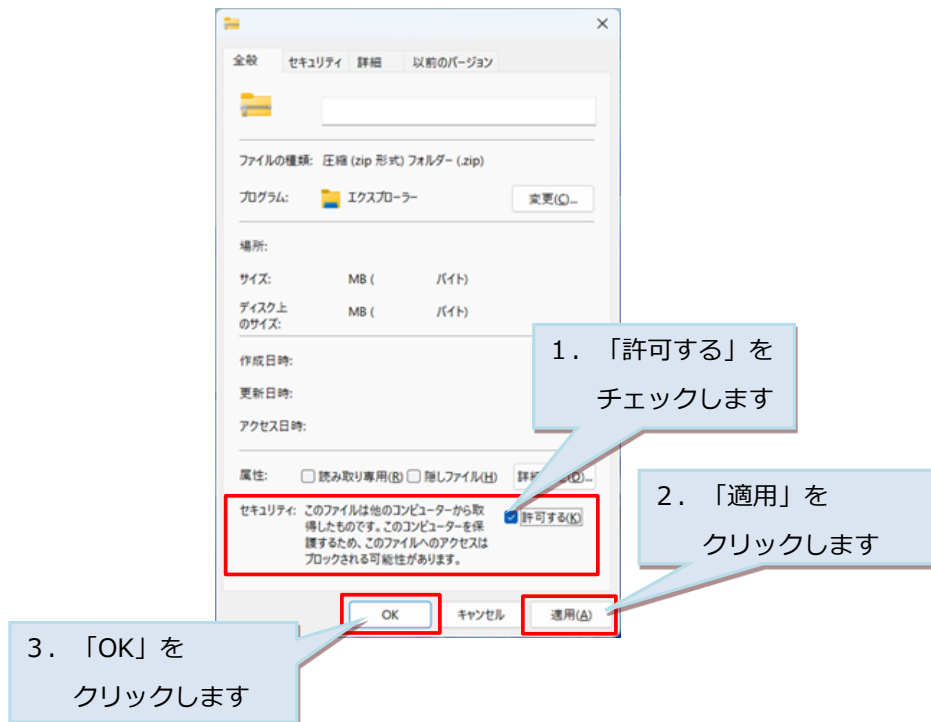 全般 セキュリティ 詳細 以前のバージョン
ファイルの種類: 圧縮 (zip 形式) フォルダー (.zip)
プログラム: エクスプローラー 変更(C)...
場所:
サイズ: MB ( バイト)
ディスク上
のサイズ: MB ( バイト)
作成日時:
更新日時:
アクセス日時:
属性: 読み取り専用(R) 隠しファイル(H)
セキュリティ: このファイルは他のコンピューターから取
得したものです。このコンピューターを保
護するため、このファイルへのアクセスは
ブロックされる可能性があります。
許可する(K)
OK キャンセル 適用(A)
1. 「許可する」を
チェックします
2. 「適用」を
クリックします
3. 「OK」を
クリックします